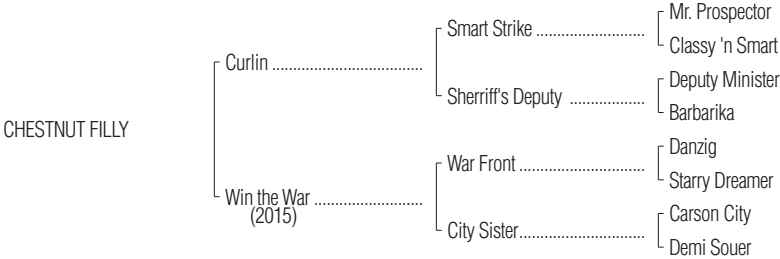 Mr. Prospector
Smart Strike ............................
Classy 'n Smart
Curlin .......................................
Deputy Minister
Sherriff's Deputy ....................
Barbarika
CHESTNUT FILLY
Danzig
War Front .................................
Starry Dreamer
Win the War ............................
(2015)
Carson City
City Sister.................................
Demi Souer